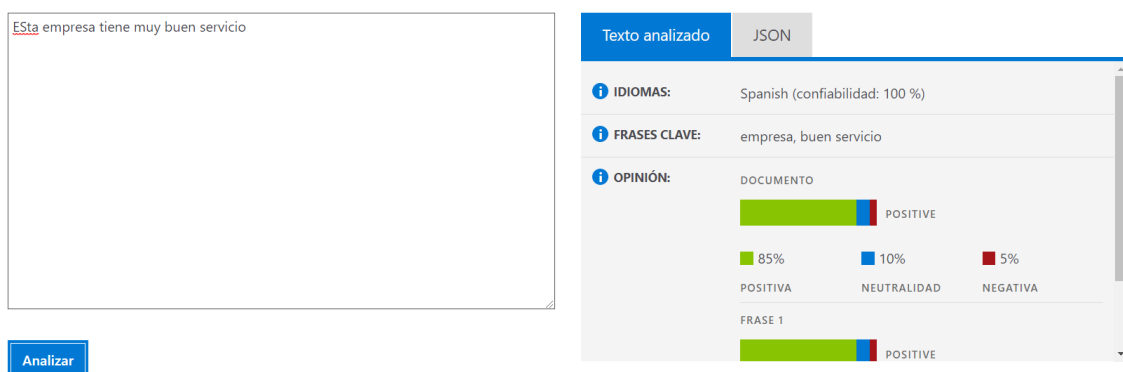 ESta empresa tiene muy buen servicio
Analizar
Texto analizado
JSON
IDIOMAS:
Spanish (confiabilidad: 100 %)
FRASES CLAVE:
empresa, buen servicio
OPINIÓN:
DOCUMENTO
POSITIVE
85% 10% 5%
POSITIVA NEUTRALIDAD NEGATIVA
FRASE 1
POSITIVE